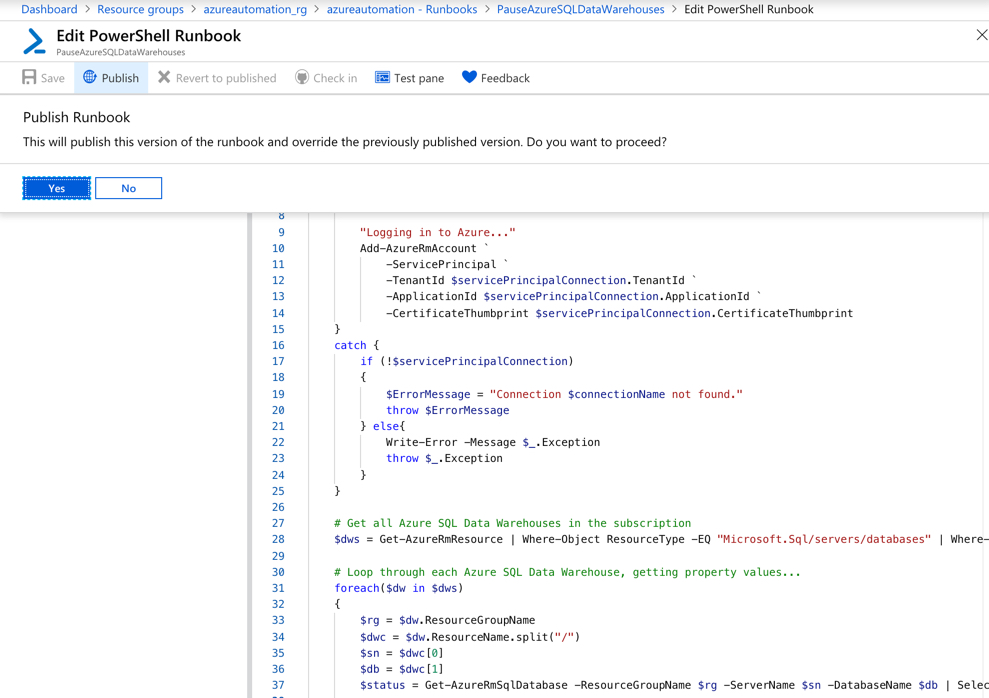 Dashboard > Resource groups > azureautomation_rg > azureautomation - Runbooks > PauseAzureSQLDataWarehouses > Edit PowerShell Runbook
Edit PowerShell Runbook
PauseAzureSQLDataWarehouses
Save Publish Revert to published Check in Test pane Feedback
Publish Runbook
This will publish this version of the runbook and override the previously published version. Do you want to proceed?
Yes No
8
9 "Logging in to Azure..."
10 Add-AzureRmAccount `
11 -ServicePrincipal `
12 -TenantId $servicePrincipalConnection.TenantId `
13 -ApplicationId $servicePrincipalConnection.ApplicationId `
14 -CertificateThumbprint $servicePrincipalConnection.CertificateThumbprint
15 }
16 catch {
17 if (!$servicePrincipalConnection)
18 {
19 $ErrorMessage = "Connection $connectionName not found."
20 throw $ErrorMessage
21 } else{
22 Write-Error -Message $_.Exception
23 throw $_.Exception
24 }
25 }
26
27 # Get all Azure SQL Data Warehouses in the subscription
28 $dws = Get-AzureRmResource | Where-Object ResourceType -EQ "Microsoft.Sql/servers/databases" | Where-
29
30 # Loop through each Azure SQL Data Warehouse, getting property values...
31 foreach($dw in $dws)
32 {
33 $rg = $dw.ResourceGroupName
34 $dwc = $dw.ResourceName.split("/")
35 $sn = $dwc[0]
36 $db = $dwc[1]
37 $status = Get-AzureRmSqlDatabase -ResourceGroupName $rg -ServerName $sn -DatabaseName $db | Selec